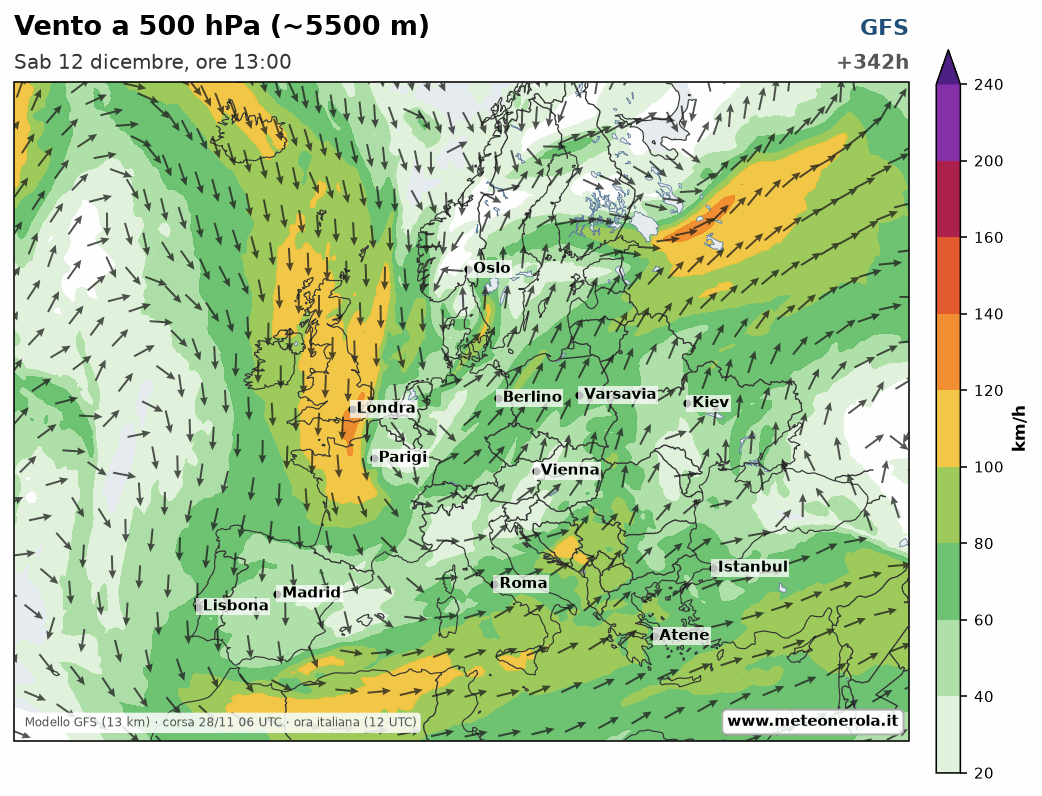 Vento a 500 hPa (~5500 m)
GFS
Sab 12 dicembre, ore 13:00
+342h
240
200
160
140
120
100
80
60
40
20
km/h
Oslo
Berlino
Varsavia
Kiev
Londra
Parigi
Vienna
Istanbul
Roma
Madrid
Lisbona
Atene
Modello GFS (13 km) · corsa 28/11 06 UTC · ora italiana (12 UTC)
www.meteonerola.it